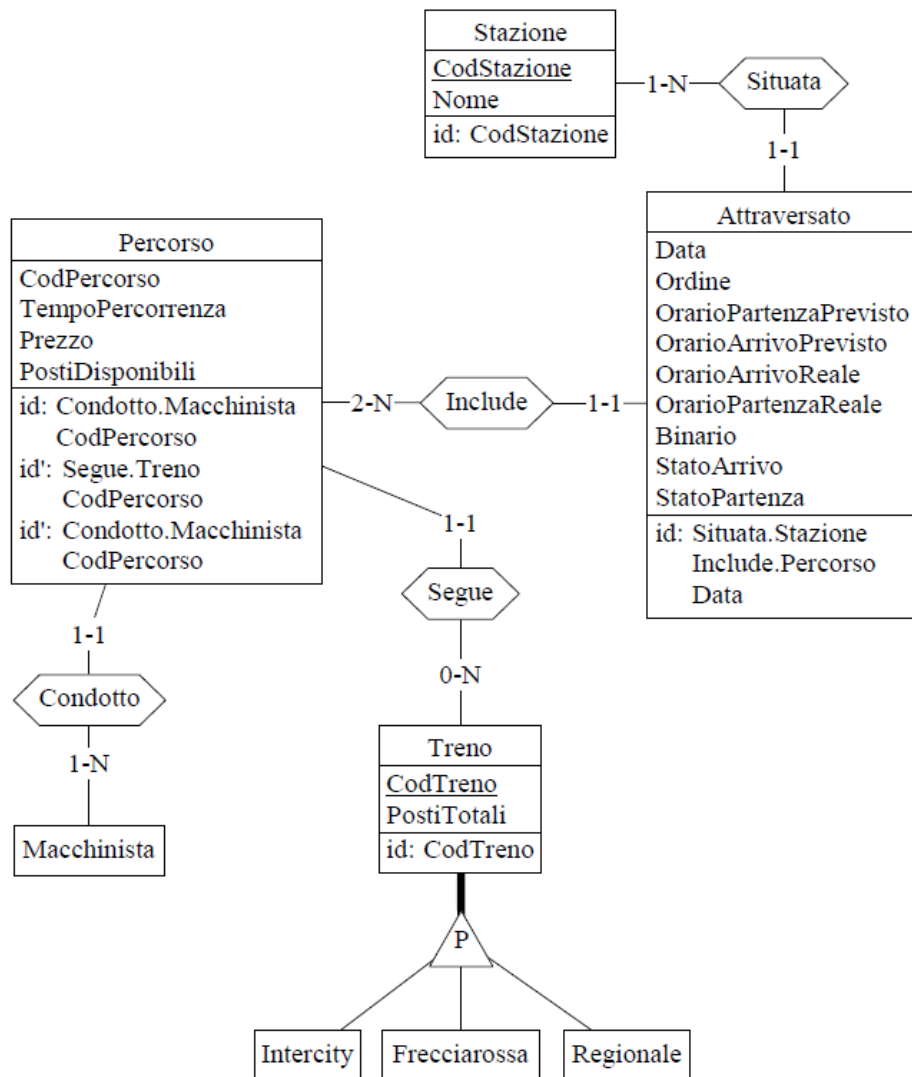 Stazione
CodStazione
Nome
id: CodStazione
1-N
Situata
1-1
Attraversato
Data
Ordine
OrarioPartenzaPrevisto
OrarioArrivoPrevisto
OrarioArrivoReale
OrarioPartenzaReale
Binario
StatoArrivo
StatoPartenza
id: Situata.Stazione
Include.Percorso
Data
Percorso
CodPercorso
TempoPercorrenza
Prezzo
PostiDisponibili
id: Condotto.Macchinista
CodPercorso
id': Segue.Treno
CodPercorso
id': Condotto.Macchinista
CodPercorso
2-N
Include
1-1
1-1
Segue
0-N
1-1
Condotto
1-N
Macchinista
Treno
CodTreno
PostiTotali
id: CodTreno
P
Intercity
Frecciarossa
Regionale